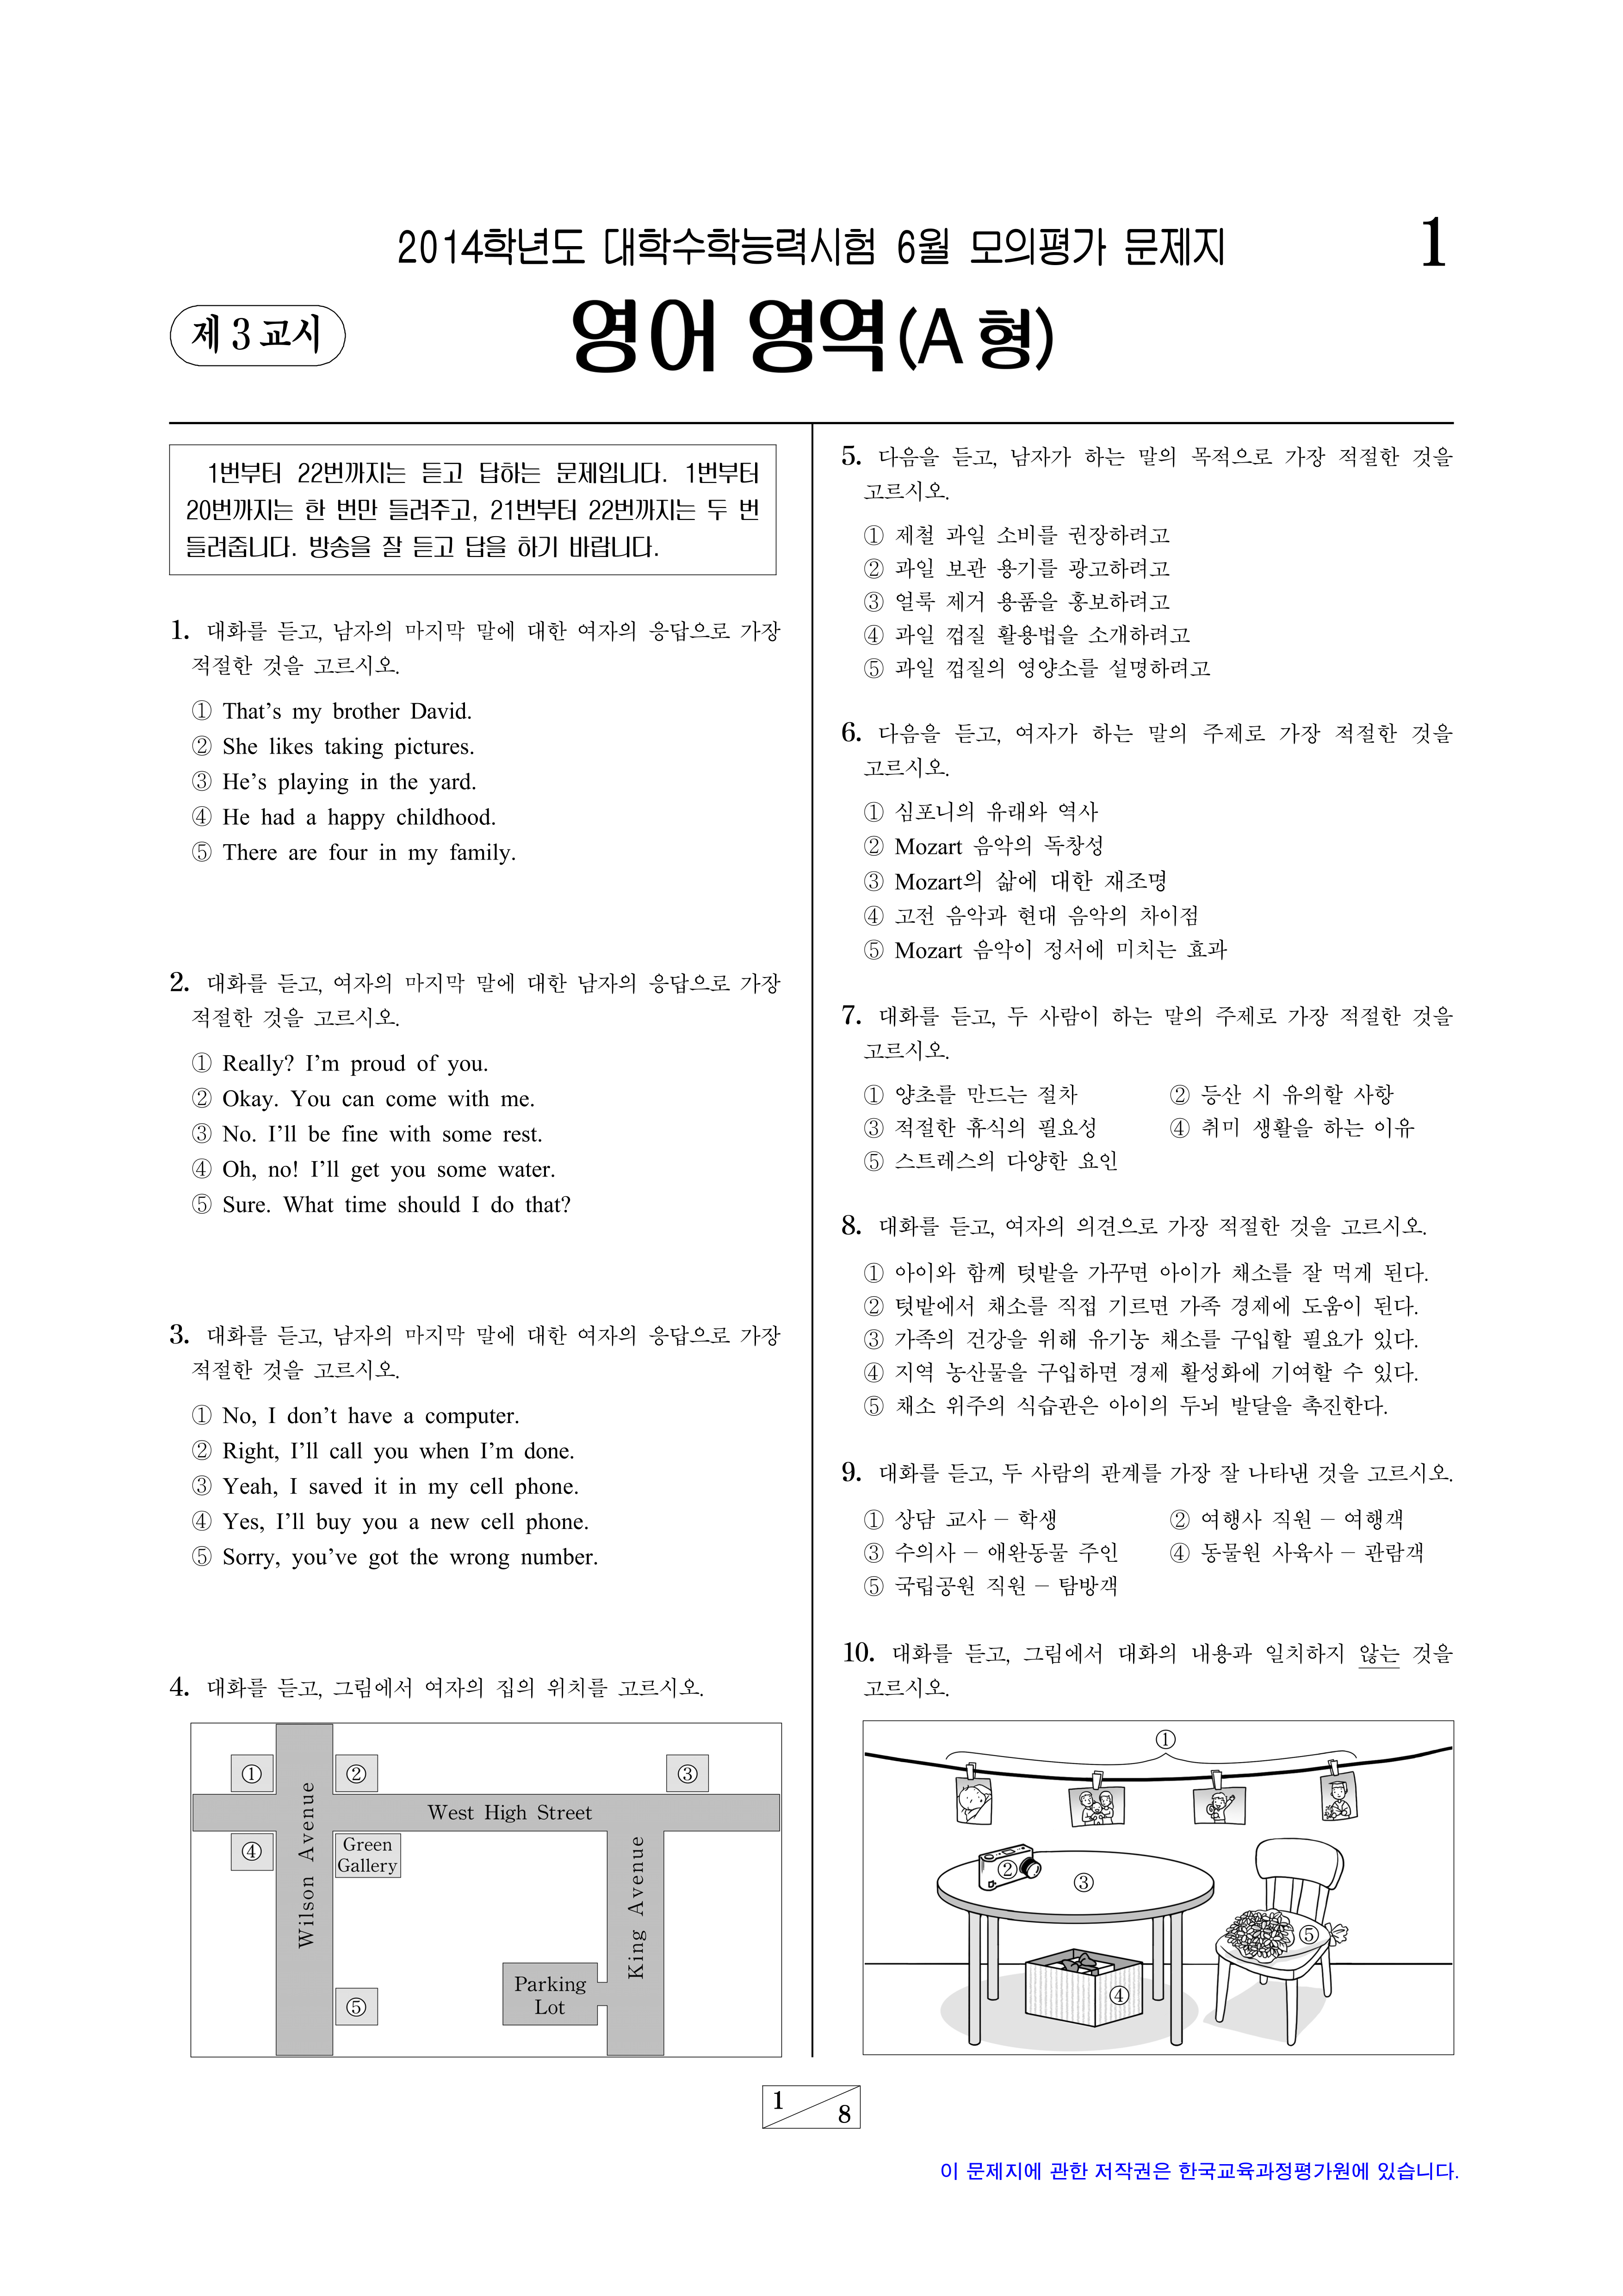 2014학년도 대학수학능력시험 6월 모의평가 문제지
1
제 3 교시
영어 영역(A 형)
1번부터 22번까지는 듣고 답하는 문제입니다. 1번부터
20번까지는 한 번만 들려주고, 21번부터 22번까지는 두 번
들려줍니다. 방송을 잘 듣고 답을 하기 바랍니다.
1. 대화를 듣고, 남자의 마지막 말에 대한 여자의 응답으로 가장
적절한 것을 고르시오.
① That's my brother David.
② She likes taking pictures.
③ He's playing in the yard.
④ He had a happy childhood.
⑤ There are four in my family.
2. 대화를 듣고, 여자의 마지막 말에 대한 남자의 응답으로 가장
적절한 것을 고르시오.
① Really? I'm proud of you.
② Okay. You can come with me.
③ No. I'll be fine with some rest.
④ Oh, no! I'll get you some water.
⑤ Sure. What time should I do that?
3. 대화를 듣고, 남자의 마지막 말에 대한 여자의 응답으로 가장
적절한 것을 고르시오.
① No, I don't have a computer.
② Right, I'll call you when I'm done.
③ Yeah, I saved it in my cell phone.
④ Yes, I'll buy you a new cell phone.
⑤ Sorry, you've got the wrong number.
4. 대화를 듣고, 그림에서 여자의 집의 위치를 고르시오.
①
②
③
West High Street
Wilson Avenue
④
Green
Gallery
King Avenue
Parking
Lot
⑤
5. 다음을 듣고, 남자가 하는 말의 목적으로 가장 적절한 것을
고르시오.
① 제철 과일 소비를 권장하려고
② 과일 보관 용기를 광고하려고
③ 얼룩 제거 용품을 홍보하려고
④ 과일 껍질 활용법을 소개하려고
⑤ 과일 껍질의 영양소를 설명하려고
6. 다음을 듣고, 여자가 하는 말의 주제로 가장 적절한 것을
고르시오.
① 심포니의 유래와 역사
② Mozart 음악의 독창성
③ Mozart의 삶에 대한 재조명
④ 고전 음악과 현대 음악의 차이점
⑤ Mozart 음악이 정서에 미치는 효과
7. 대화를 듣고, 두 사람이 하는 말의 주제로 가장 적절한 것을
고르시오.
① 양초를 만드는 절차 ② 등산 시 유의할 사항
③ 적절한 휴식의 필요성 ④ 취미 생활을 하는 이유
⑤ 스트레스의 다양한 요인
8. 대화를 듣고, 여자의 의견으로 가장 적절한 것을 고르시오.
① 아이와 함께 텃밭을 가꾸면 아이가 채소를 잘 먹게 된다.
② 텃밭에서 채소를 직접 기르면 가족 경제에 도움이 된다.
③ 가족의 건강을 위해 유기농 채소를 구입할 필요가 있다.
④ 지역 농산물을 구입하면 경제 활성화에 기여할 수 있다.
⑤ 채소 위주의 식습관은 아이의 두뇌 발달을 촉진한다.
9. 대화를 듣고, 두 사람의 관계를 가장 잘 나타낸 것을 고르시오.
① 상담 교사 – 학생 ② 여행사 직원 – 여행객
③ 수의사 – 애완동물 주인 ④ 동물원 사육사 – 관람객
⑤ 국립공원 직원 – 탐방객
10. 대화를 듣고, 그림에서 대화의 내용과 일치하지 않는 것을
고르시오.
①
②
③
④
⑤
1
8
이 문제지에 관한 저작권은 한국교육과정평가원에 있습니다.